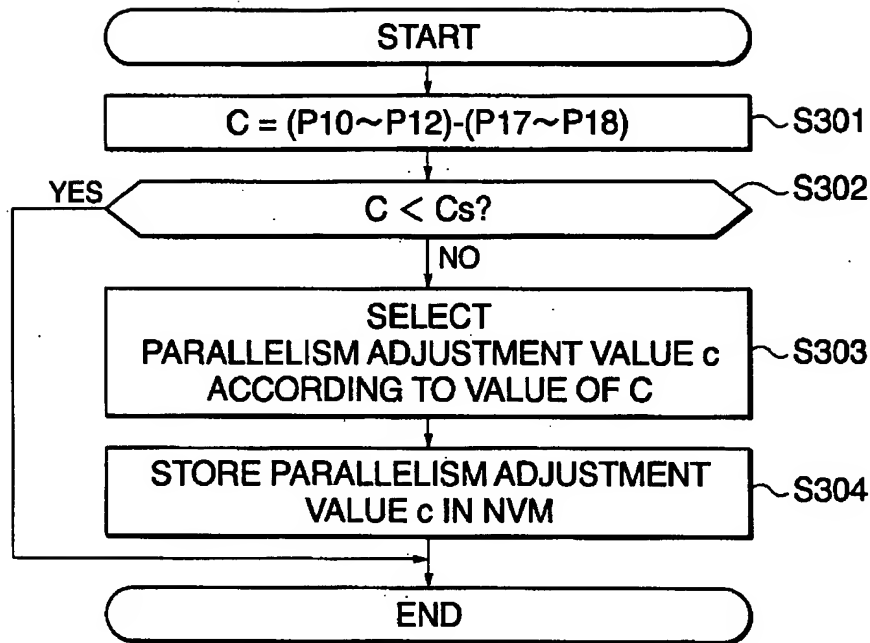 START
C = (P10~P12)-(P17~P18)
S301
YES
C < Cs?
S302
NO
SELECT
PARALLELISM ADJUSTMENT VALUE c
ACCORDING TO VALUE OF C
S303
STORE PARALLELISM ADJUSTMENT
VALUE c IN NVM
S304
END